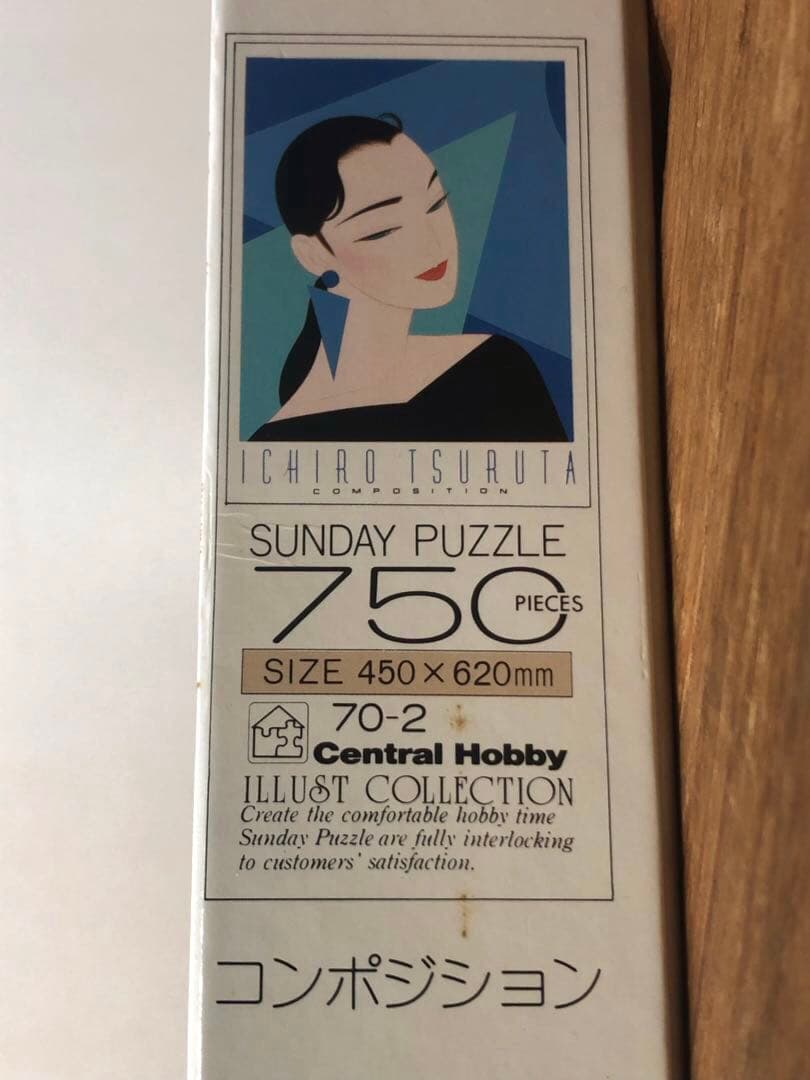 ICHIRO TSURUTA
COMPOSITION
SUNDAY PUZZLE
750 PIECES
SIZE 450×620mm
70-2
Central Hobby
ILLUST COLLECTION
Create the comfortable hobby time
Sunday Puzzle are fully interlocking
to customers' satisfaction.
コンポジション